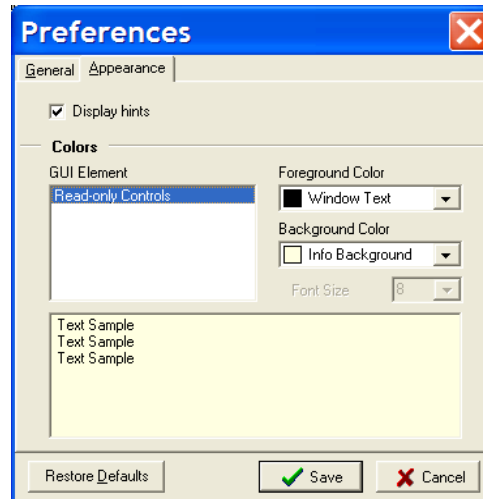 Preferences
General Appearance
Display hints
Colors
GUI Element
Read-only Controls
Foreground Color
Window Text
Background Color
Info Background
Font Size 8
Text Sample
Text Sample
Text Sample
Restore Defaults Save Cancel